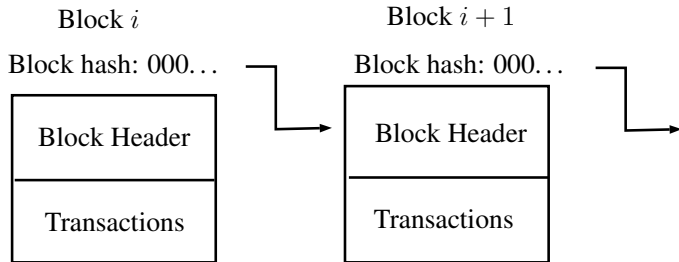 Block i
Block hash: 000...
Block Header
Transactions
Block i + 1
Block hash: 000...
Block Header
Transactions